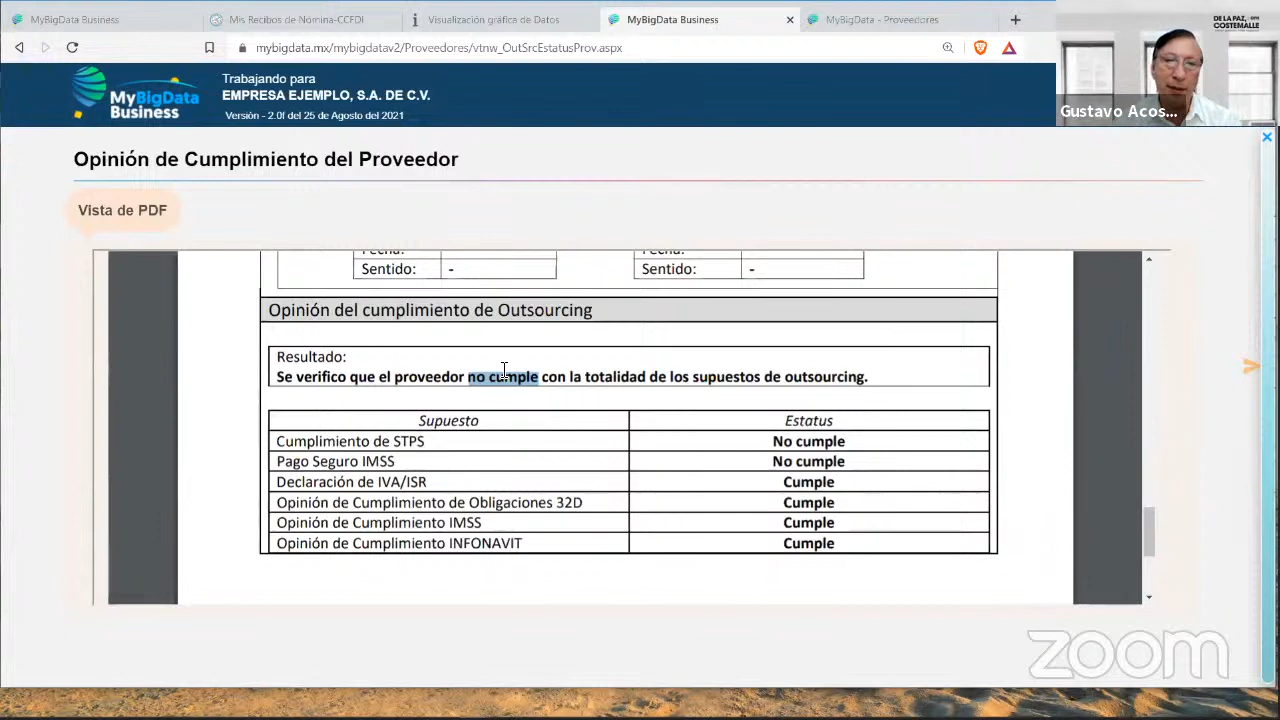 MyBigData Business
Mis Recibos de Nómina-CCFDI
Visualización gráfica de Datos
MyBigData Business
MyBigData - Proveedores
mybigdata.mx/mybigdatav2/Proveedores/vtnw_OutSrcEstatusProv.aspx
DE LA PAZ,
COSTEMALLE
MyBigData
Business
Trabajando para
EMPRESA EJEMPLO, S.A. DE C.V.
Versión - 2.0f del 25 de Agosto del 2021
Gustavo Acos...
Opinión de Cumplimiento del Proveedor
Vista de PDF
Fecha:
Sentido: -
Sentido: -
Opinión del cumplimiento de Outsourcing
Resultado:
Se verifico que el proveedor no cumple con la totalidad de los supuestos de outsourcing.
Supuesto Estatus
Cumplimiento de STPS No cumple
Pago Seguro IMSS No cumple
Declaración de IVA/ISR Cumple
Opinión de Cumplimiento de Obligaciones 32D Cumple
Opinión de Cumplimiento IMSS Cumple
Opinión de Cumplimiento INFONAVIT Cumple
zoom